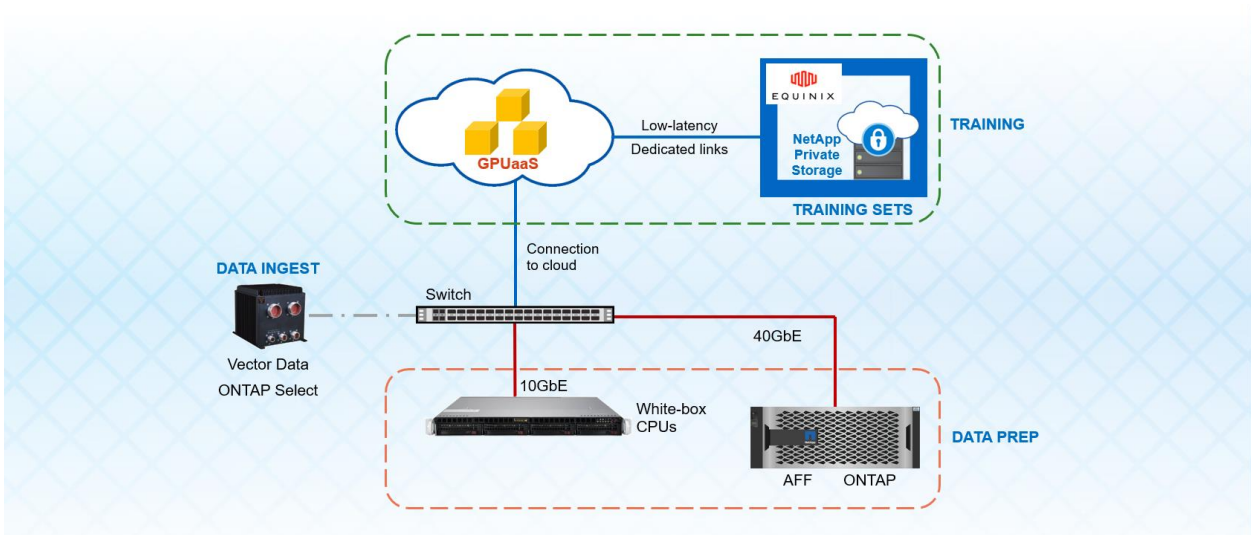 EQUINIX
NetApp
Private
Storage
TRAINING SETS
TRAINING
GPUaaS
Low-latency
Dedicated links
Connection
to cloud
DATA INGEST
Switch
Vector Data
ONTAP Select
40GbE
10GbE
White-box
CPUs
AFF ONTAP
DATA PREP